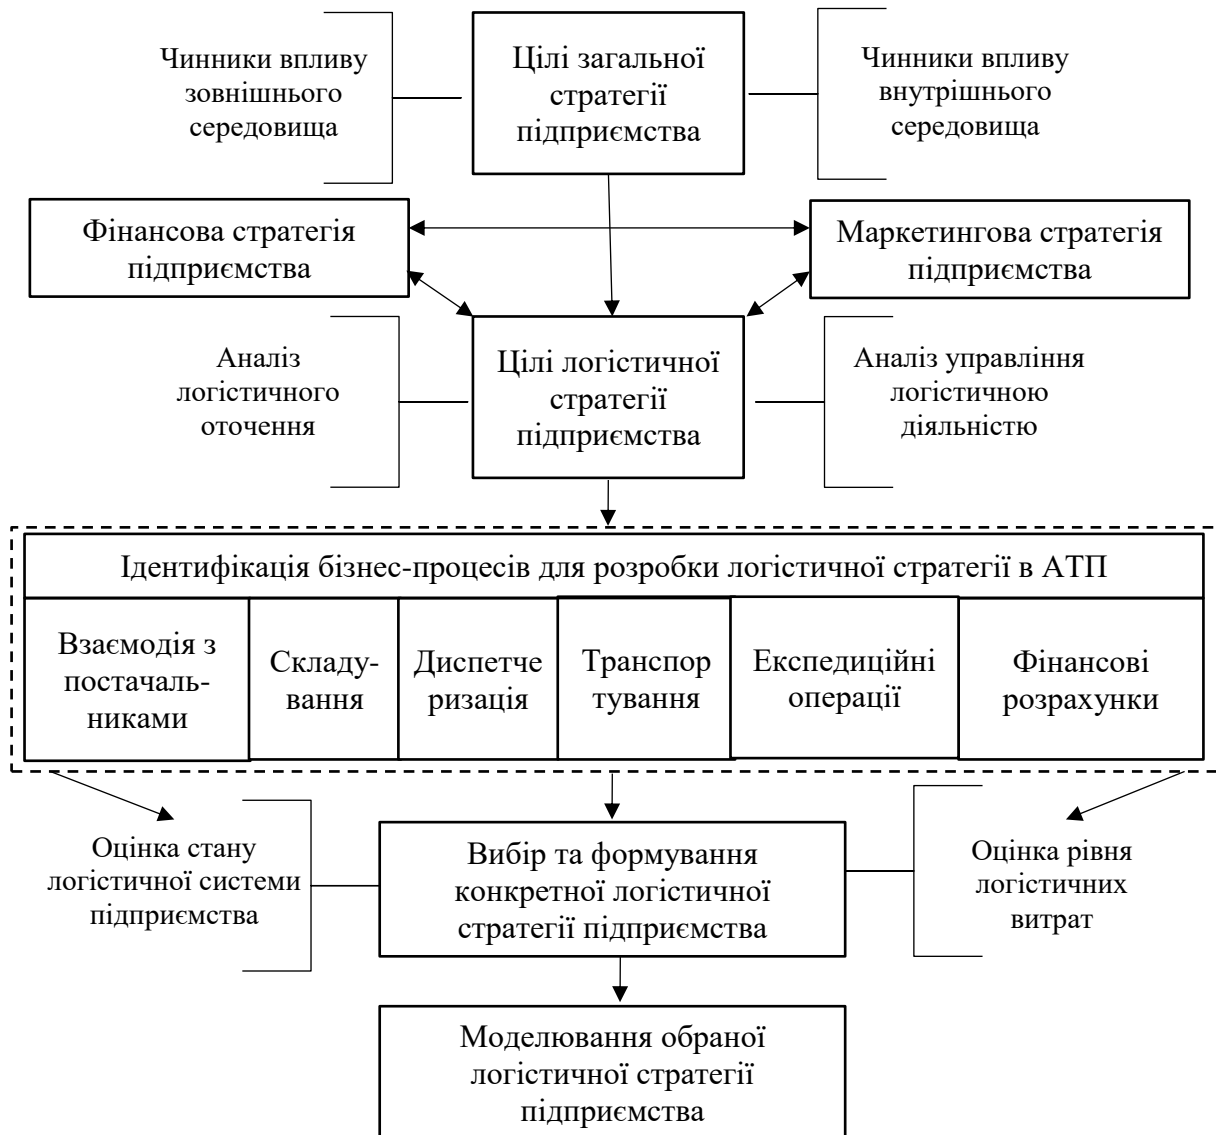 Чинники впливу
зовнішнього
середовища
Цілі загальної
стратегії
підприємства
Чинники впливу
внутрішнього
середовища
Фінансова стратегія
підприємства
Маркетингова стратегія
підприємства
Аналіз
логістичного
оточення
Цілі логістичної
стратегії
підприємства
Аналіз управління
логістичною
діяльністю
Ідентифікація бізнес-процесів для розробки логістичної стратегії в АТП
Взаємодія з
постачаль-
никами
Складу-
вання
Диспетче
ризація
Транспор
тування
Експедиційні
операції
Фінансові
розрахунки
Оцінка стану
логістичної системи
підприємства
Вибір та формування
конкретної логістичної
стратегії підприємства
Оцінка рівня
логістичних
витрат
Моделювання обраної
логістичної стратегії
підприємства